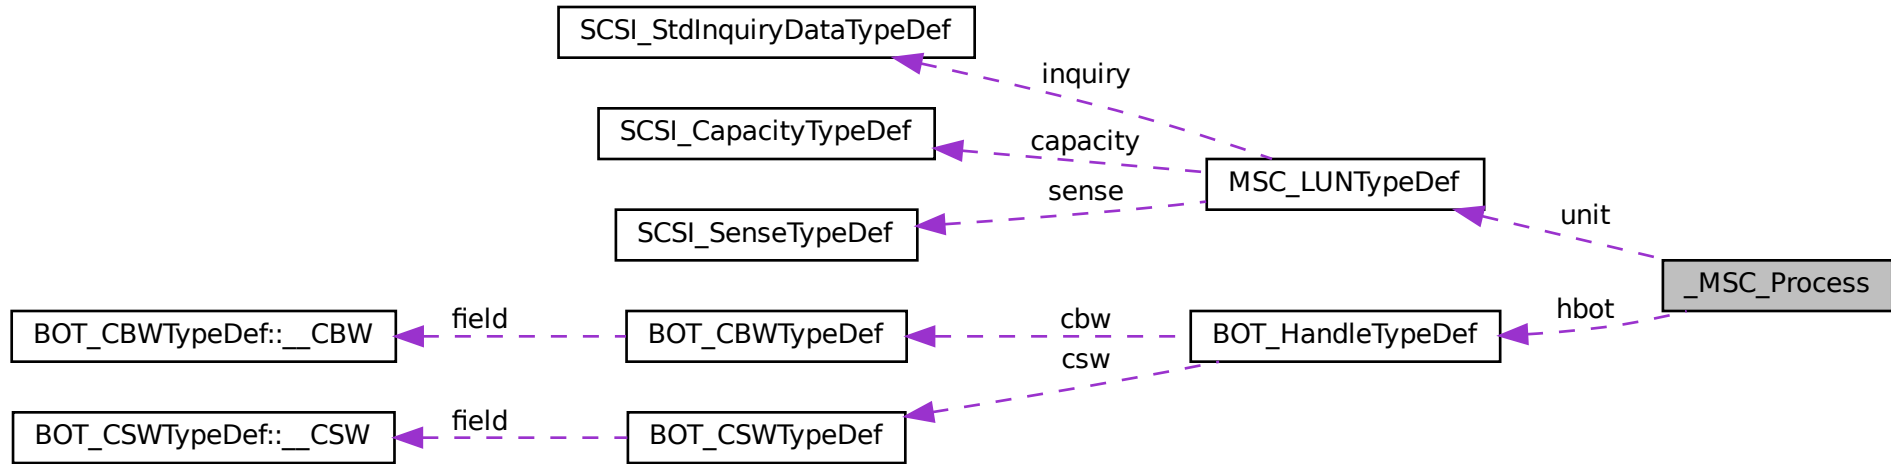 SCSI_StdInquiryDataTypeDef
inquiry
SCSI_CapacityTypeDef
capacity
MSC_LUNTypeDef
sense
SCSI_SenseTypeDef
unit
_MSC_Process
hbot
BOT_CBWTypeDef::__CBW
field
BOT_CBWTypeDef
cbw
BOT_HandleTypeDef
csw
BOT_CSWTypeDef::__CSW
field
BOT_CSWTypeDef